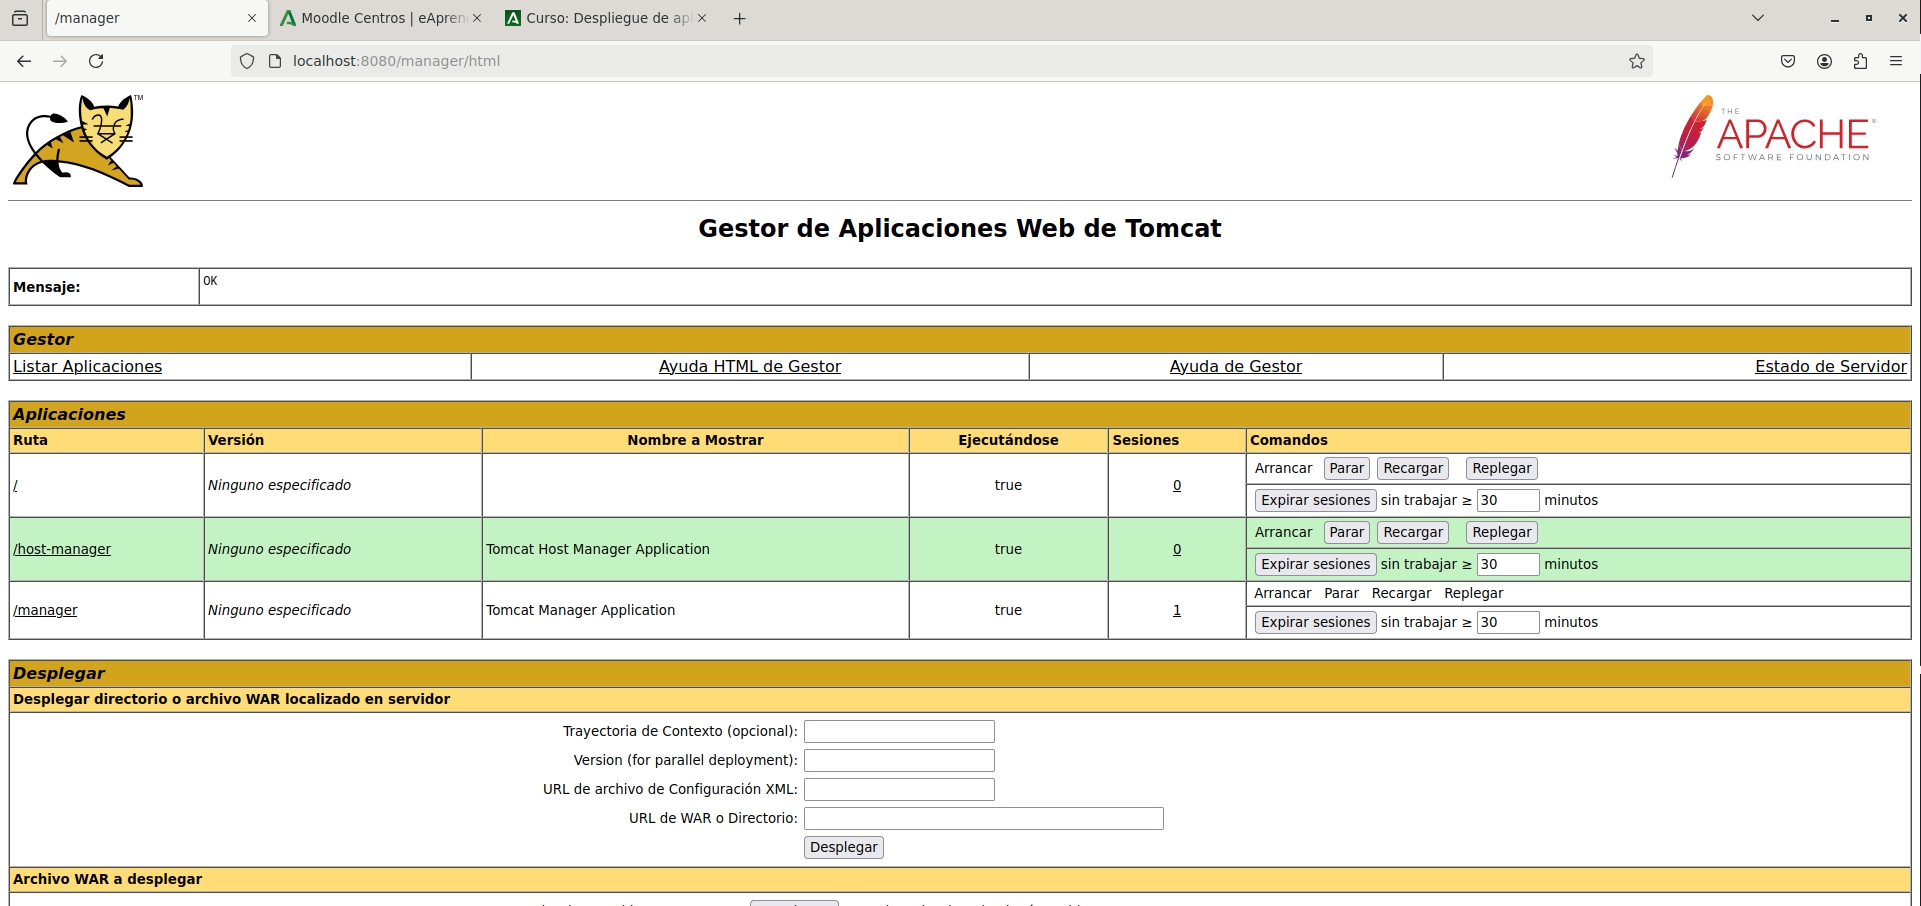 /manager
Moodle Centros | eApren
Curso: Despliegue de apl
localhost:8080/manager/html
TM
THE
APACHE®
SOFTWARE FOUNDATION
Gestor de Aplicaciones Web de Tomcat
Mensaje: OK
Gestor
Listar Aplicaciones Ayuda HTML de Gestor Ayuda de Gestor Estado de Servidor
Aplicaciones
Ruta Versión Nombre a Mostrar Ejecutándose Sesiones Comandos
/ Ninguno especificado true 0 Arrancar Parar Recargar Replegar
Expirar sesiones sin trabajar ≥ 30 minutos
/host-manager Ninguno especificado Tomcat Host Manager Application true 0 Arrancar Parar Recargar Replegar
Expirar sesiones sin trabajar ≥ 30 minutos
/manager Ninguno especificado Tomcat Manager Application true 1 Arrancar Parar Recargar Replegar
Expirar sesiones sin trabajar ≥ 30 minutos
Desplegar
Desplegar directorio o archivo WAR localizado en servidor
Trayectoria de Contexto (opcional):
Version (for parallel deployment):
URL de archivo de Configuración XML:
URL de WAR o Directorio:
Desplegar
Archivo WAR a desplegar